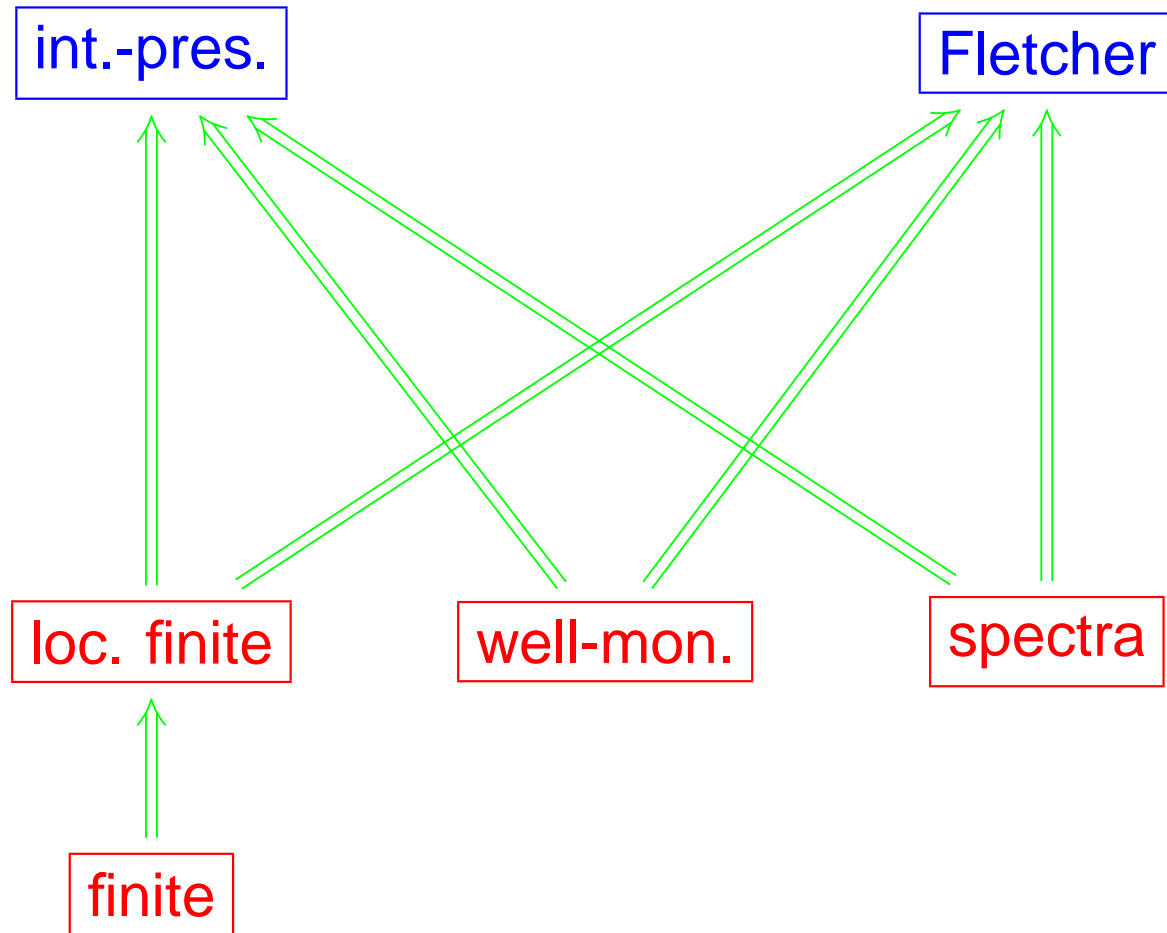 int.-pres.
Fletcher
loc. finite
well-mon.
spectra
finite